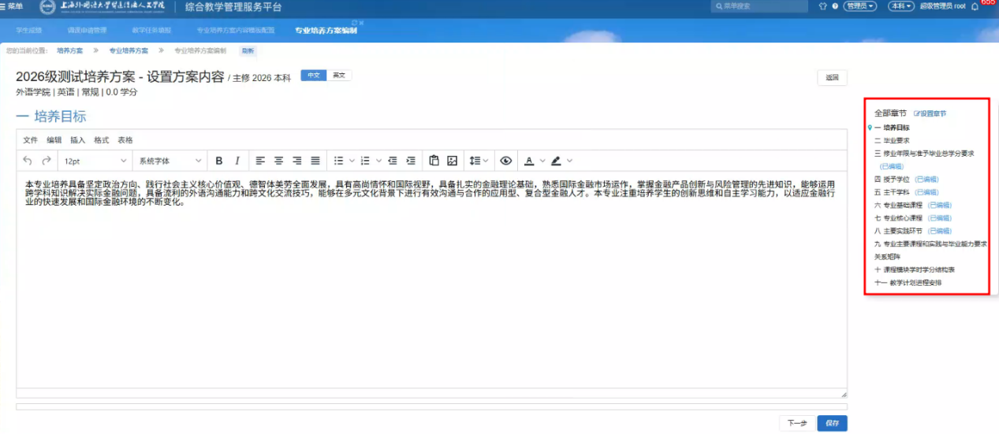 菜单 上海外国语大学贤达经济人文学院 综合教学管理服务平台 菜单搜索 管理员 本科 超级管理员 root 655
学生成绩 调课申请管理 教学任务编排 专业培养方案内容模板配置 专业培养方案编制
您的当前位置: 培养方案 » 专业培养方案 » 专业培养方案编制 刷新
2026级测试培养方案 - 设置方案内容 / 主修 2026 本科 中文 英文 返回
外语学院 | 英语 | 常规 | 0.0 学分
一 培养目标
文件 编辑 插入 格式 表格
12pt 系统字体 B I A
本专业培养具备坚定政治方向、践行社会主义核心价值观、德智体美劳全面发展，具有高尚情怀和国际视野，具备扎实的金融理论基础，熟悉国际金融市场运作，掌握金融产品创新与风险管理的先进知识，能够运用
跨学科知识解决实际金融问题，具备流利的外语沟通能力和跨文化交流技巧，能够在多元文化背景下进行有效沟通与合作的应用型、复合型金融人才。本专业注重培养学生的创新思维和自主学习能力，以适应金融行
业的快速发展和国际金融环境的不断变化。
下一步 保存
全部章节 设置章节
一 培养目标
二 毕业要求
三 修业年限与准予毕业总学分要求
(已编辑)
四 授予学位 (已编辑)
五 主干学科 (已编辑)
六 专业基础课程 (已编辑)
七 专业核心课程 (已编辑)
八 主要实践环节 (已编辑)
九 专业主要课程和实践与毕业能力要求
关系矩阵
十 课程模块学时学分结构表
十一 教学计划进程安排